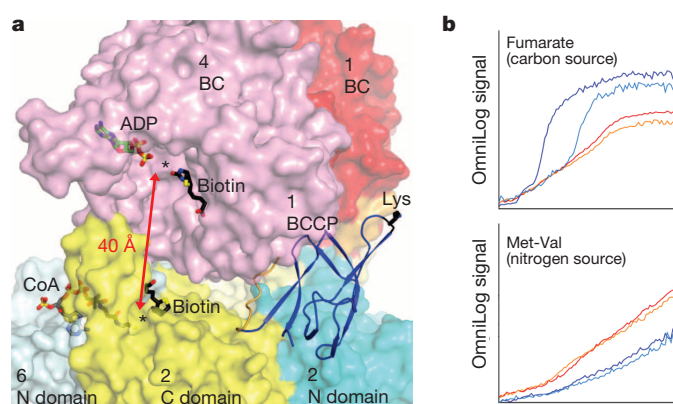 a
4
BC
1
BC
ADP
*
Biotin
1
BCCP
Lys
40 Å
CoA
Biotin
*
6
N domain
2
C domain
2
N domain
b
Fumarate
(carbon source)
OmniLog signal
Met-Val
(nitrogen source)
OmniLog signal